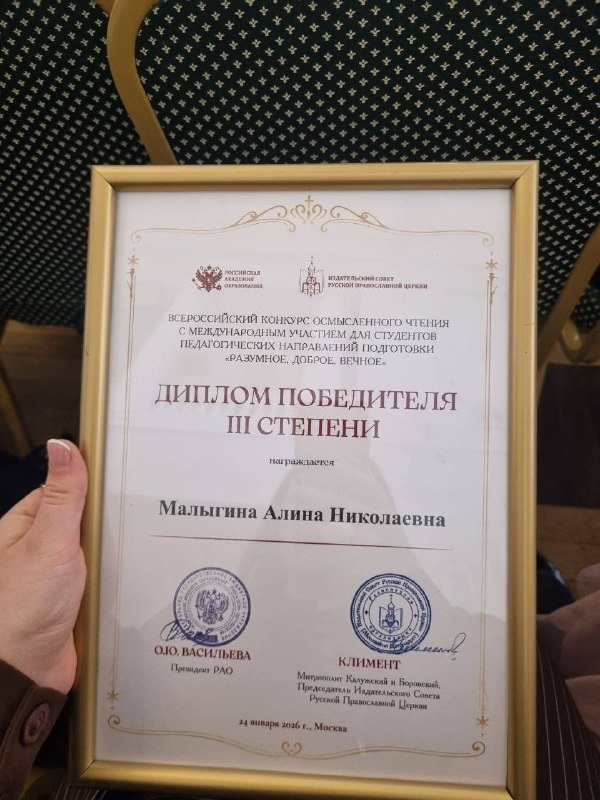 РОССИЙСКАЯ
АКАДЕМИЯ
ОБРАЗОВАНИЯ
ИЗДАТЕЛЬСКИЙ СОВЕТ
РУССКОЙ ПРАВОСЛАВНОЙ ЦЕРКВИ
ВСЕРОССИЙСКИЙ КОНКУРС ОСМЫСЛЕННОГО ЧТЕНИЯ
С МЕЖДУНАРОДНЫМ УЧАСТИЕМ ДЛЯ СТУДЕНТОВ
ПЕДАГОГИЧЕСКИХ НАПРАВЛЕНИЙ ПОДГОТОВКИ
«РАЗУМНОЕ, ДОБРОЕ, ВЕЧНОЕ»
ДИПЛОМ ПОБЕДИТЕЛЯ
III СТЕПЕНИ
награждается
Малыгина Алина Николаевна
О.Ю. ВАСИЛЬЕВА
Президент РАО
КЛИМЕНТ
Митрополит Калужский и Боровский,
Председатель Издательского Совета
Русской Православной Церкви
24 января 2026 г., Москва